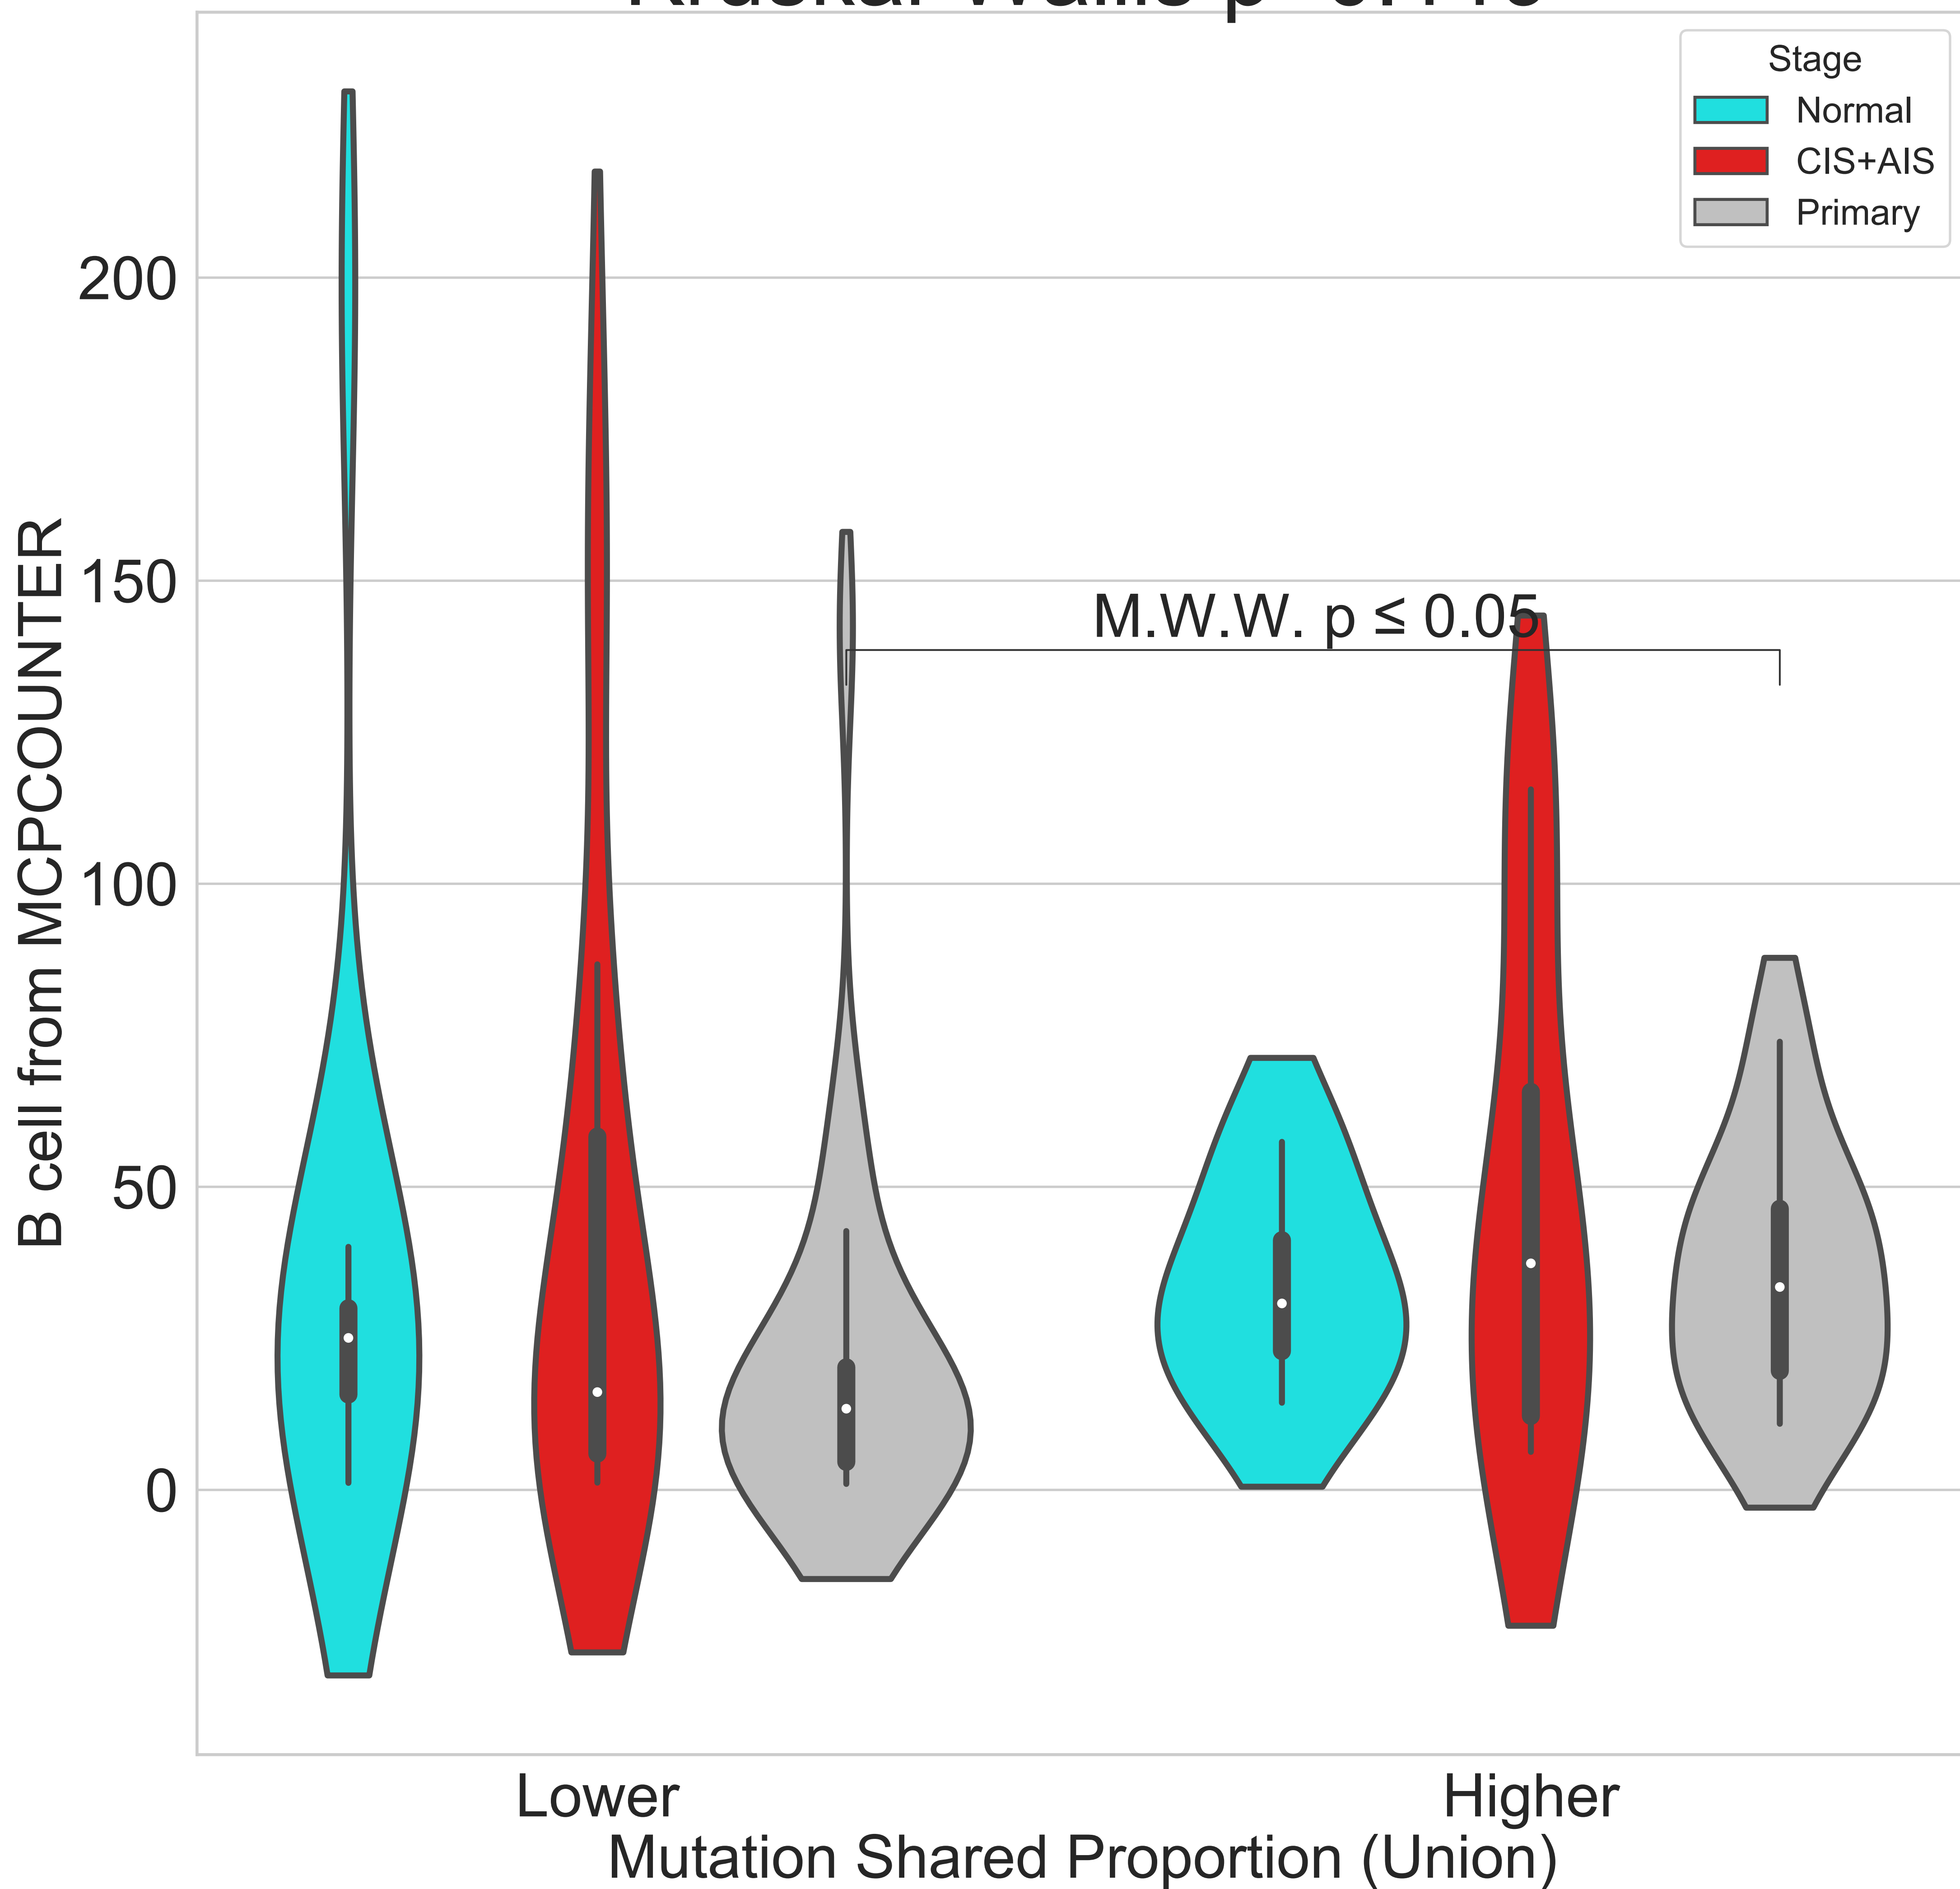 Stage
Normal
CIS+AIS
Primary
200
150
100
50
0
B cell from MCPCOUNTER
M.W.W. p ≤ 0.05
Lower
Higher
Mutation Shared Proportion (Union)